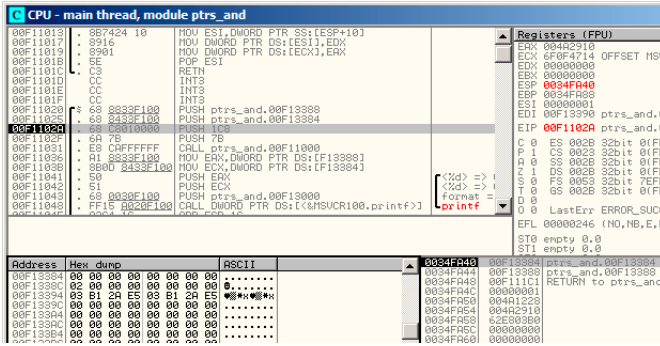 CPU - main thread, module ptrs_and
00F11013 . 8B7424 10 MOV ESI,DWORD PTR SS:[ESP+10]
00F11017 . 8916 MOV DWORD PTR DS:[ESI],EDX
00F11019 . 8901 MOV DWORD PTR DS:[ECX],EAX
00F1101B . 5E POP ESI
00F1101C . C3 RETN
00F1101D CC INT3
00F1101E CC INT3
00F1101F CC INT3
00F11020 $ 68 8833F100 PUSH ptrs_and.00F13388
00F11025 . 68 8433F100 PUSH ptrs_and.00F13384
00F1102A . 68 C8010000 PUSH 1C8
00F1102F . 6A 7B PUSH 7B
00F11031 . E8 CAFFFFFF CALL ptrs_and.00F11000
00F11036 . A1 8833F100 MOV EAX,DWORD PTR DS:[F13388]
00F1103B . 8B0D 8433F100 MOV ECX,DWORD PTR DS:[F13384]
00F11041 . 50 PUSH EAX <%d> =>
00F11042 . 51 PUSH ECX <%d> =>
00F11043 . 68 0030F100 PUSH ptrs_and.00F13000 format =
00F11048 . FF15 A020F100 CALL DWORD PTR DS:[<&MSVCR100.printf>] printf
Registers (FPU)
EAX 004A2910
ECX 6F0F4714 OFFSET
EDX 00000000
EBX 00000000
ESP 0034FA40
EBP 0034FA88
ESI 00000001
EDI 00F13390 ptrs_and.
EIP 00F1102A ptrs_and.
C 0 ES 002B 32bit
P 1 CS 0023 32bit
A 0 SS 002B 32bit
Z 1 DS 002B 32bit
S 0 FS 0053 32bit
T 0 GS 002B 32bit
D 0
O 0 LastErr
EFL 00000246 (NO,NB,E,
ST0 empty 0.0
ST1 empty 0.0
Address Hex dump ASCII
00F13384 00 00 00 00 00 00 00 00 ........
00F1338C 02 00 00 00 00 00 00 00
00F13394 03 B1 2A E5 03 B1 2A E5
00F1339C 00 00 00 00 00 00 00 00 ........
00F133A4 00 00 00 00 00 00 00 00 ........
00F133AC 00 00 00 00 00 00 00 00 ........
00F133B4 00 00 00 00 00 00 00 00 ........
0034FA40 00F13384 ptrs_and.00F13384
0034FA44 00F13388 ptrs_and.00F13388
0034FA48 00F111C1 RETURN to ptrs_and
0034FA4C 00000001
0034FA50 004A1228
0034FA54 004A2910
0034FA58 62E803B0
0034FA5C 00000000
0034FA60 00000000